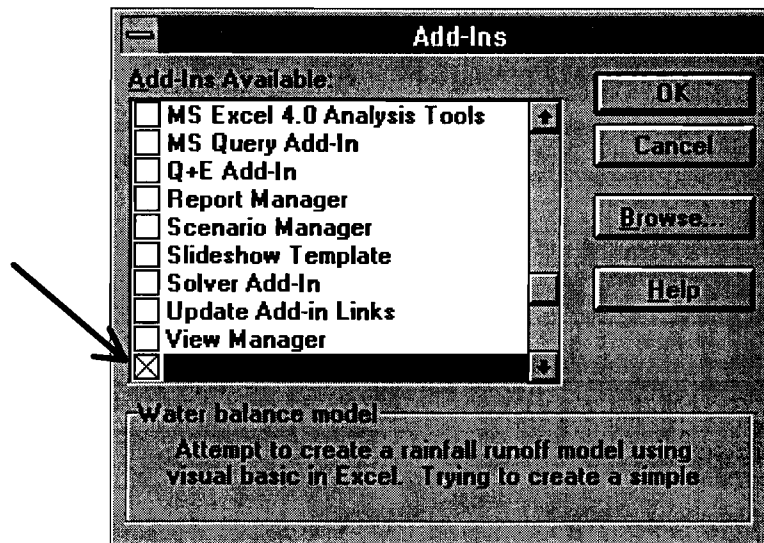 Add-Ins
Add-Ins Available:
MS Excel 4.0 Analysis Tools
MS Query Add-In
Q+E Add-In
Report Manager
Scenario Manager
Slideshow Template
Solver Add-In
Update Add-in Links
View Manager
OK
Cancel
Browse...
Help
Water balance model
Attempt to create a rainfall runoff model using
visual basic in Excel. Trying to create a simple